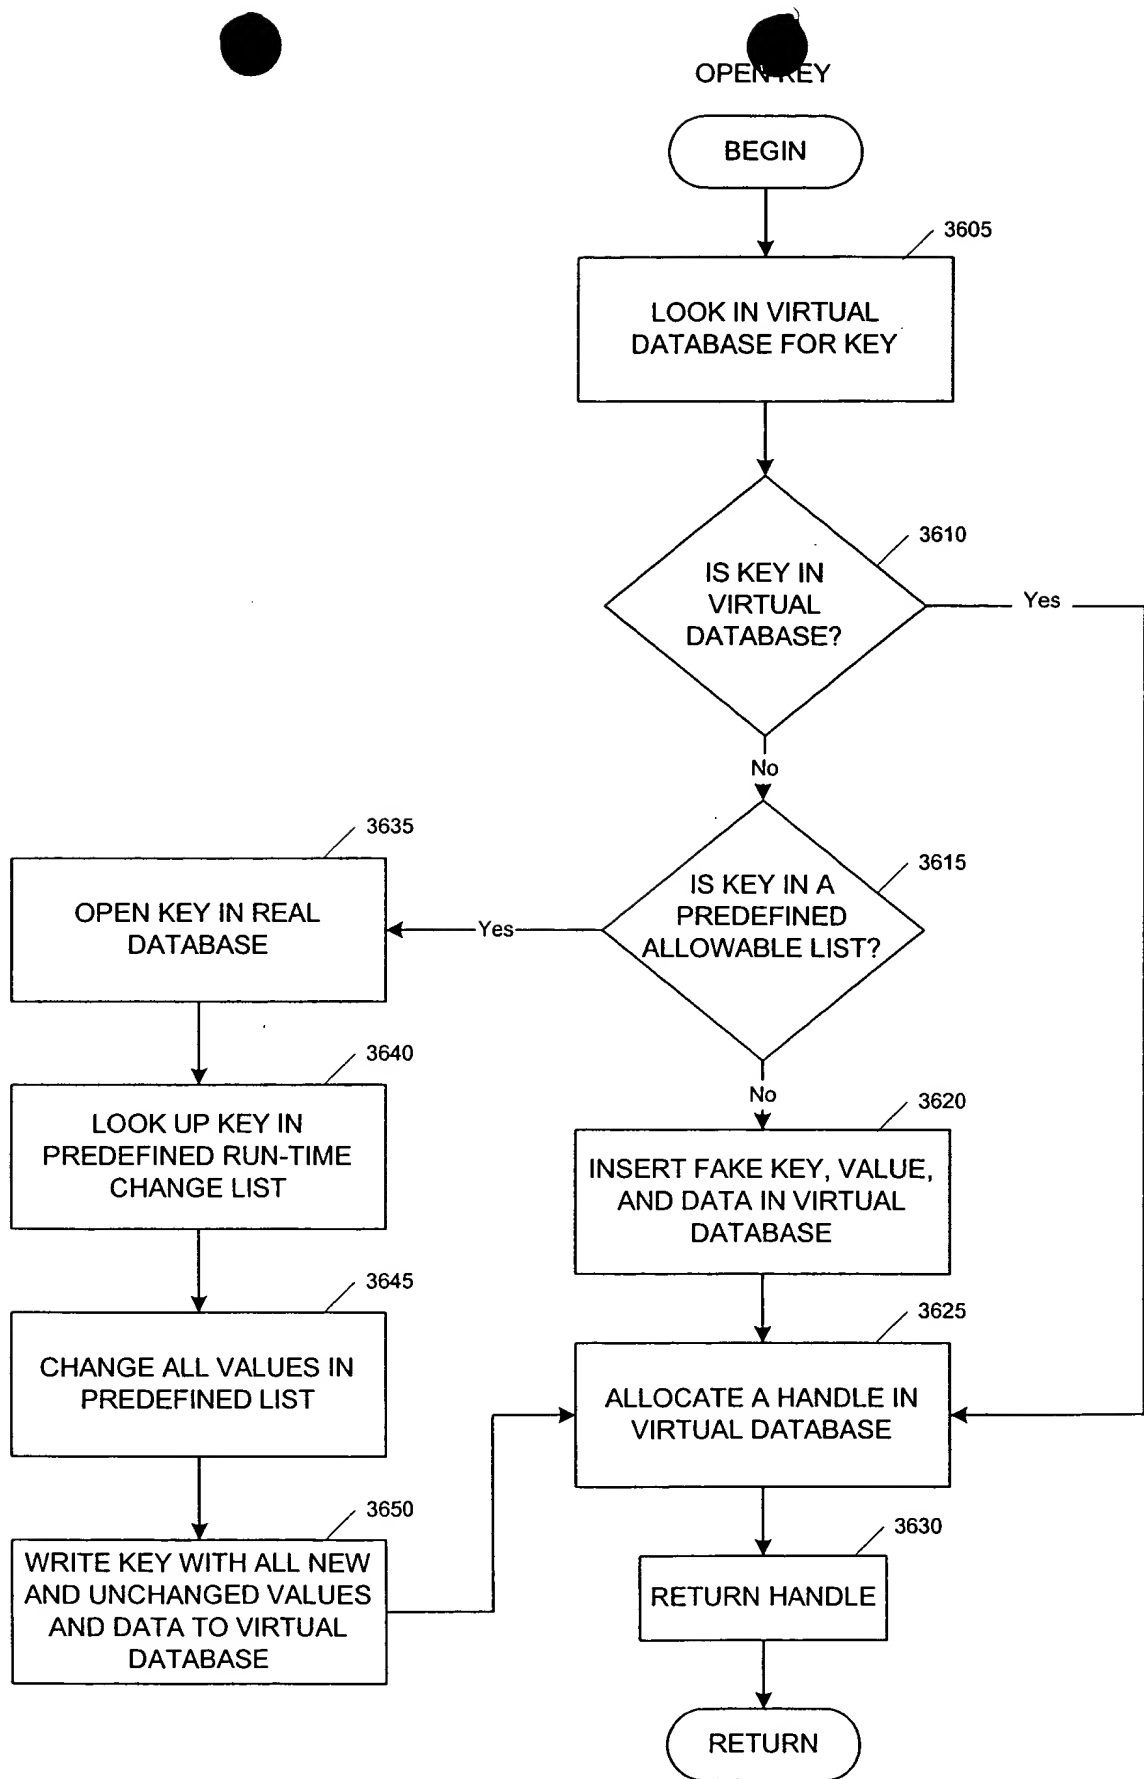 OPEN KEY
BEGIN
3605
LOOK IN VIRTUAL
DATABASE FOR KEY
3610
IS KEY IN
VIRTUAL
DATABASE?
Yes
No
3615
IS KEY IN A
PREDEFINED
ALLOWABLE LIST?
Yes
No
3635
OPEN KEY IN REAL
DATABASE
3640
LOOK UP KEY IN
PREDEFINED RUN-TIME
CHANGE LIST
3645
CHANGE ALL VALUES IN
PREDEFINED LIST
3650
WRITE KEY WITH ALL NEW
AND UNCHANGED VALUES
AND DATA TO VIRTUAL
DATABASE
3620
INSERT FAKE KEY, VALUE,
AND DATA IN VIRTUAL
DATABASE
3625
ALLOCATE A HANDLE IN
VIRTUAL DATABASE
3630
RETURN HANDLE
RETURN